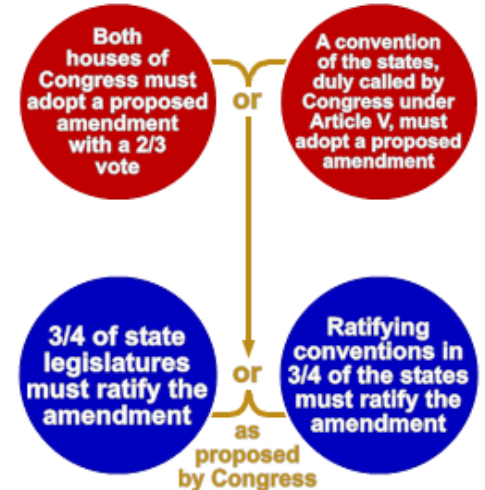 Both
houses of
Congress must
adopt a proposed
amendment
with a 2/3
vote
or
A convention
of the states,
duly called by
Congress under
Article V, must
adopt a proposed
amendment
3/4 of state
legislatures
must ratify the
amendment
or
Ratifying
conventions in
3/4 of the states
must ratify the
amendment
as
proposed
by Congress